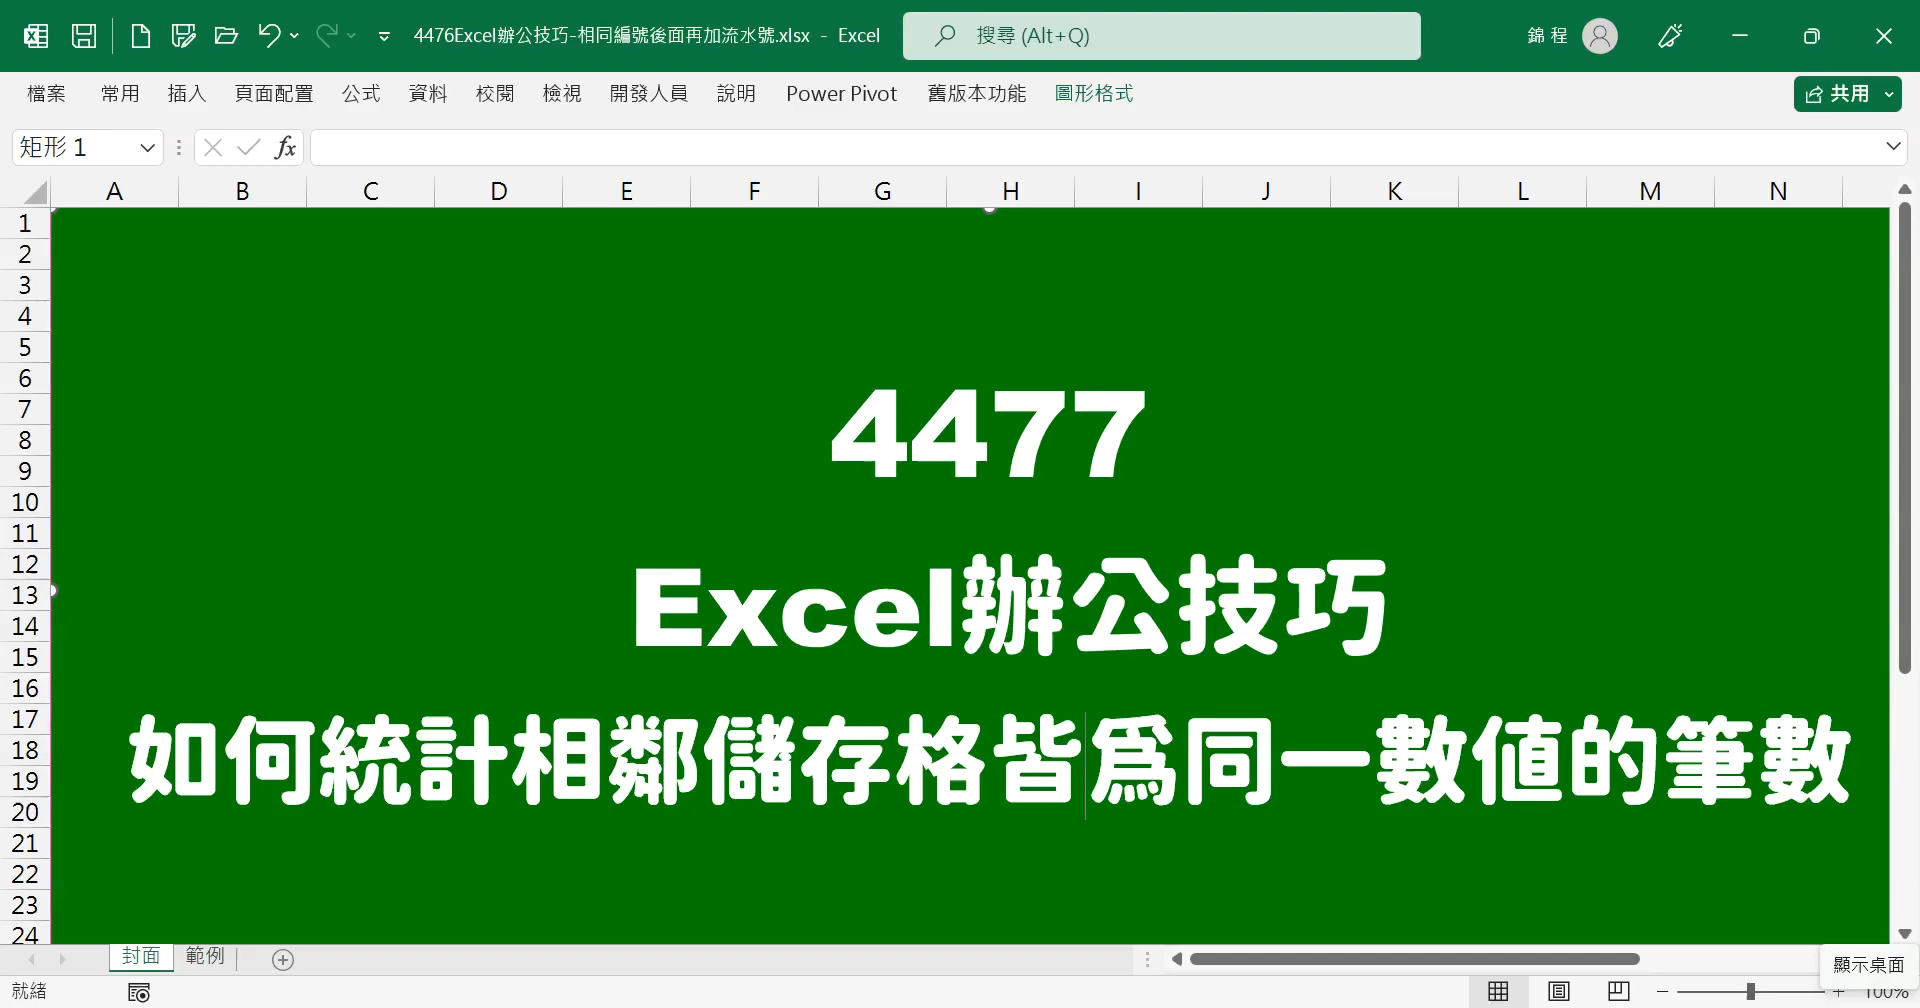 4476Excel辦公技巧-相同編號後面再加流水號.xlsx - Excel
搜尋 (Alt+Q)
錦 程
檔案 常用 插入 頁面配置 公式 資料 校閱 檢視 開發人員 說明 Power Pivot 舊版本功能 圖形格式
共用
矩形 1
fx
A B C D E F G H I J K L M N
1
2
3
4
5
6
7
8
9
10
11
12
13
14
15
16
17
18
19
20
21
22
23
24
4477
Excel辦公技巧
如何統計相鄰儲存格皆為同一數值的筆數
封面 範例
顯示桌面
就緒
100%